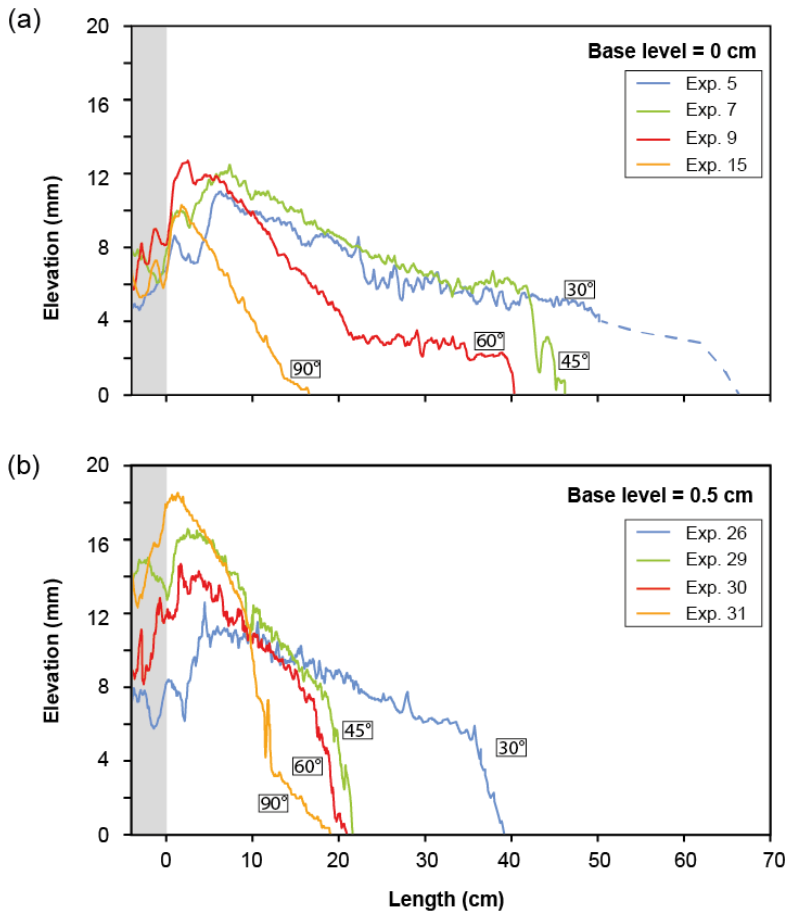 (a)
20
16
12
8
4
0
Elevation (mm)
Base level = 0 cm
Exp. 5
Exp. 7
Exp. 9
Exp. 15
30°
60°
45°
90°
(b)
20
16
12
8
4
0
Elevation (mm)
Base level = 0.5 cm
Exp. 26
Exp. 29
Exp. 30
Exp. 31
45°
30°
60°
90°
0 10 20 30 40 50 60 70
Length (cm)